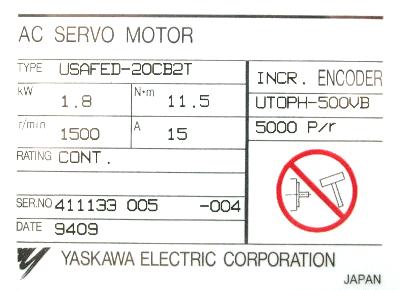 AC SERVO MOTOR
TYPE USAFED-20CB2T
kW 1.8 N•m 11.5
r/min 1500 A 15
RATING CONT.
SER.NO 411133 005 -004
DATE 9409
INCR. ENCODER
UTOPH-500VB
5000 P/r
YASKAWA ELECTRIC CORPORATION
JAPAN